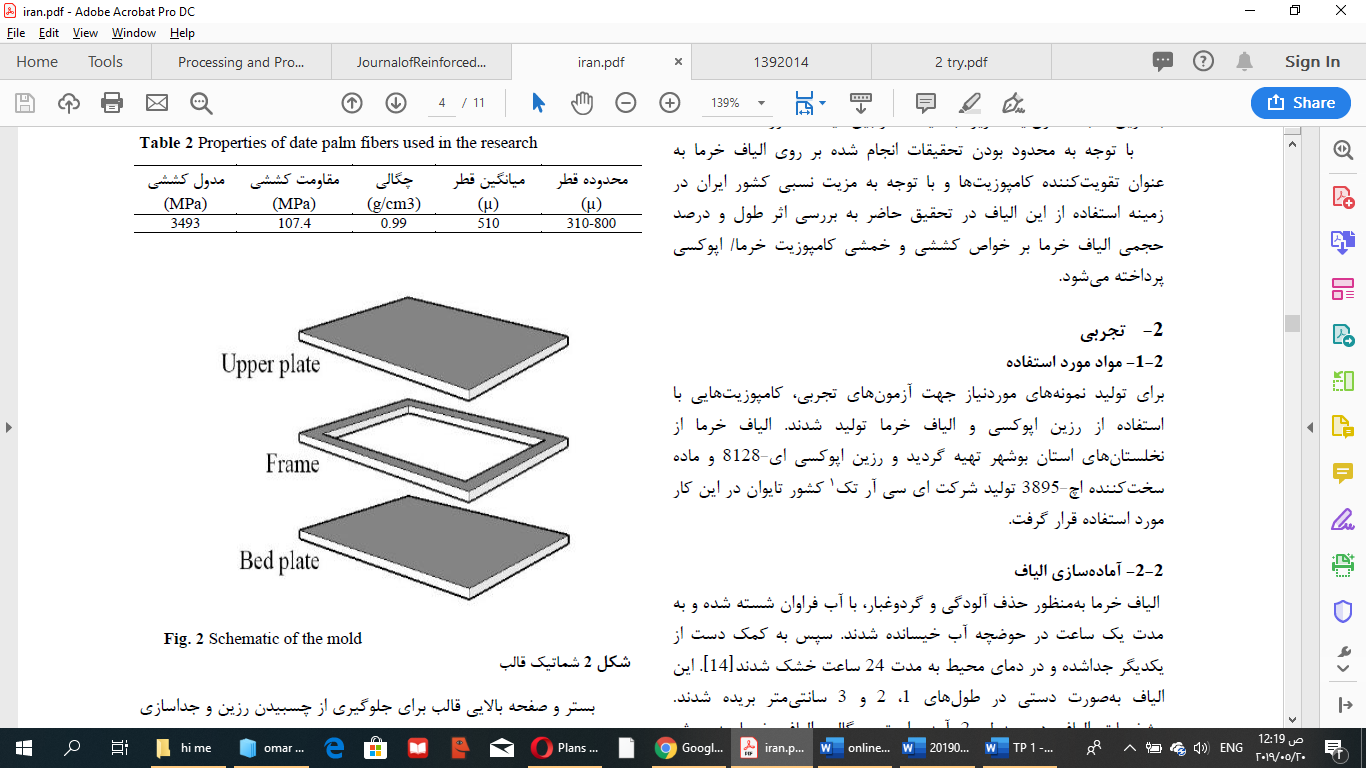 iran.pdf - Adobe Acrobat Pro DC
File Edit View Window Help
Home Tools Processing and Pro... JournalofReinforced... iran.pdf × 1392014 2 try.pdf Sign In
4 / 11 139% Share
Table 2 Properties of date palm fibers used in the research
محدوده قطر میانگین قطر چگالی مقاومت کششی مدول کششی
(µ) (µ) (g/cm3) (MPa) (MPa)
310-800 510 0.99 107.4 3493
Upper plate
Frame
Bed plate
Fig. 2 Schematic of the mold
شکل 2 شماتیک قالب
بستر و صفحه بالایی قالب برای جلوگیری از چسبیدن رزین و جداسازی
با توجه به محدود بودن تحقیقات انجام شده بر روی الیاف خرما به
عنوان تقویت‌کننده کامپوزیت‌ها و با توجه به مزیت نسبی کشور ایران در
زمینه استفاده از این الیاف در تحقیق حاضر به بررسی اثر طول و درصد
حجمی الیاف خرما بر خواص کششی و خمشی کامپوزیت خرما/ اپوکسی
پرداخته می‌شود.
2- تجربی
2-1- مواد مورد استفاده
برای تولید نمونه‌های موردنیاز جهت آزمون‌های تجربی، کامپوزیت‌هایی با
استفاده از رزین اپوکسی و الیاف خرما تولید شدند. الیاف خرما از
نخلستان‌های استان بوشهر تهیه گردید و رزین اپوکسی ای-8128 و ماده
سخت‌کننده اچ-3895 تولید شرکت ای سی آر تک۱ کشور تایوان در این کار
مورد استفاده قرار گرفت.
2-2- آماده‌سازی الیاف
الیاف خرما به‌منظور حذف آلودگی و گردوغبار، با آب فراوان شسته شده و به
مدت یک ساعت در حوضچه آب خیسانده شدند. سپس به کمک دست از
یکدیگر جداشده و در دمای محیط به مدت 24 ساعت خشک شدند[14]. این
الیاف به‌صورت دستی در طول‌های 1، 2 و 3 سانتی‌متر بریده شدند.
hi me omar ... Plans ... Googl... iran.p... online... 20190... TP 1 -... ENG
12:19 ص
٢٠١٩/٠٥/٢٠